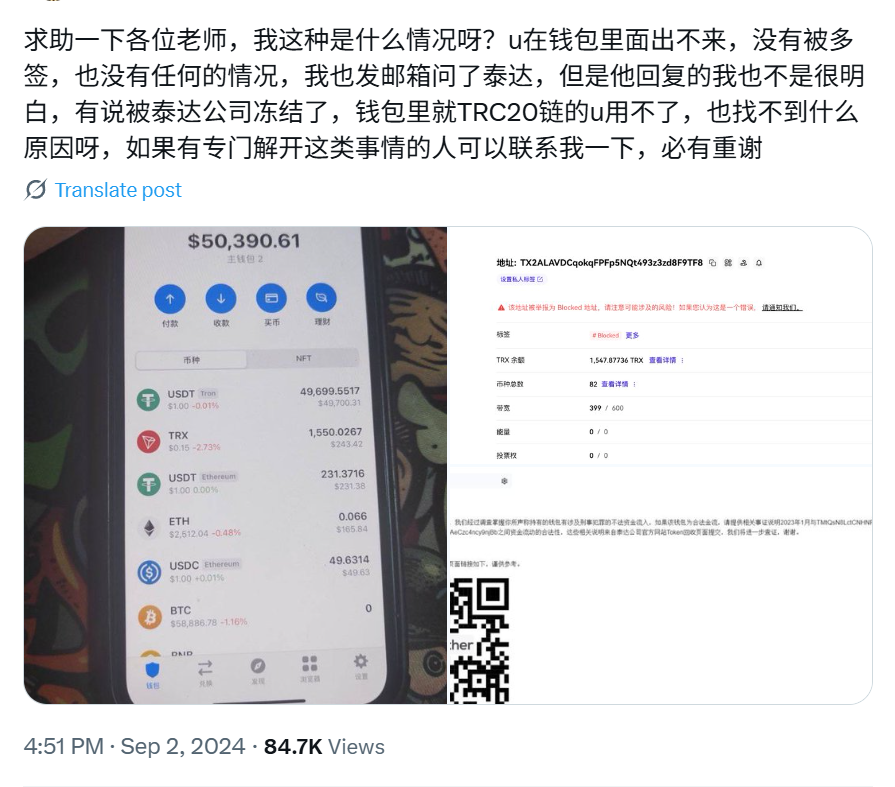 求助一下各位老师，我这种是什么情况呀？u在钱包里面出不来，没有被多
签，也没有任何的情况，我也发邮箱问了泰达，但是他回复的我也不是很明
白，有说被泰达公司冻结了，钱包里就TRC20链的u用不了，也找不到什么
原因呀，如果有专门解开这类事情的人可以联系我一下，必有重谢
Translate post
$50,390.61
主钱包 2
付款 收款 买币 理财
币种 NFT
USDT Tron 49,699.5517
$1.00 -0.01% $49,700.31
TRX 1,550.0267
$0.15 -2.73% $243.42
USDT Ethereum 231.3716
$1.00 0.00% $231.38
ETH 0.066
$2,512.04 -0.48% $165.84
USDC Ethereum 49.6314
$1.00 +0.01% $49.63
BTC 0
$58,886.78 -1.16%
BNB
钱包 兑换 发现 浏览器 设置
地址: TX2ALAVDCqokqFPFp5NQt493z3zd8F9TF8
设置私人标签
该地址被举报为 Blocked 地址，请注意可能涉及的风险！如果您认为这是一个错误，请通知我们。
标签 #Blocked 更多
TRX 余额 1,547.87736 TRX 查看详情
币种总数 82 查看详情
带宽 399 / 600
能量 0 / 0
投票权 0 / 0
我们经过调查掌握你所声称持有的钱包有涉及刑事犯罪的不法资金流入。如果该钱包为合法金流，请提供相关事证说明2023年1月与TMtQsN8LctCNHNF
AeCzc4ncy9njBb之间资金流动的合法性，这些相关说明来自泰达公司官方网站Token回收页面提交。我们将进一步查证，谢谢。
页面链接如下，谨供参考。
her
4:51 PM · Sep 2, 2024 · 84.7K Views